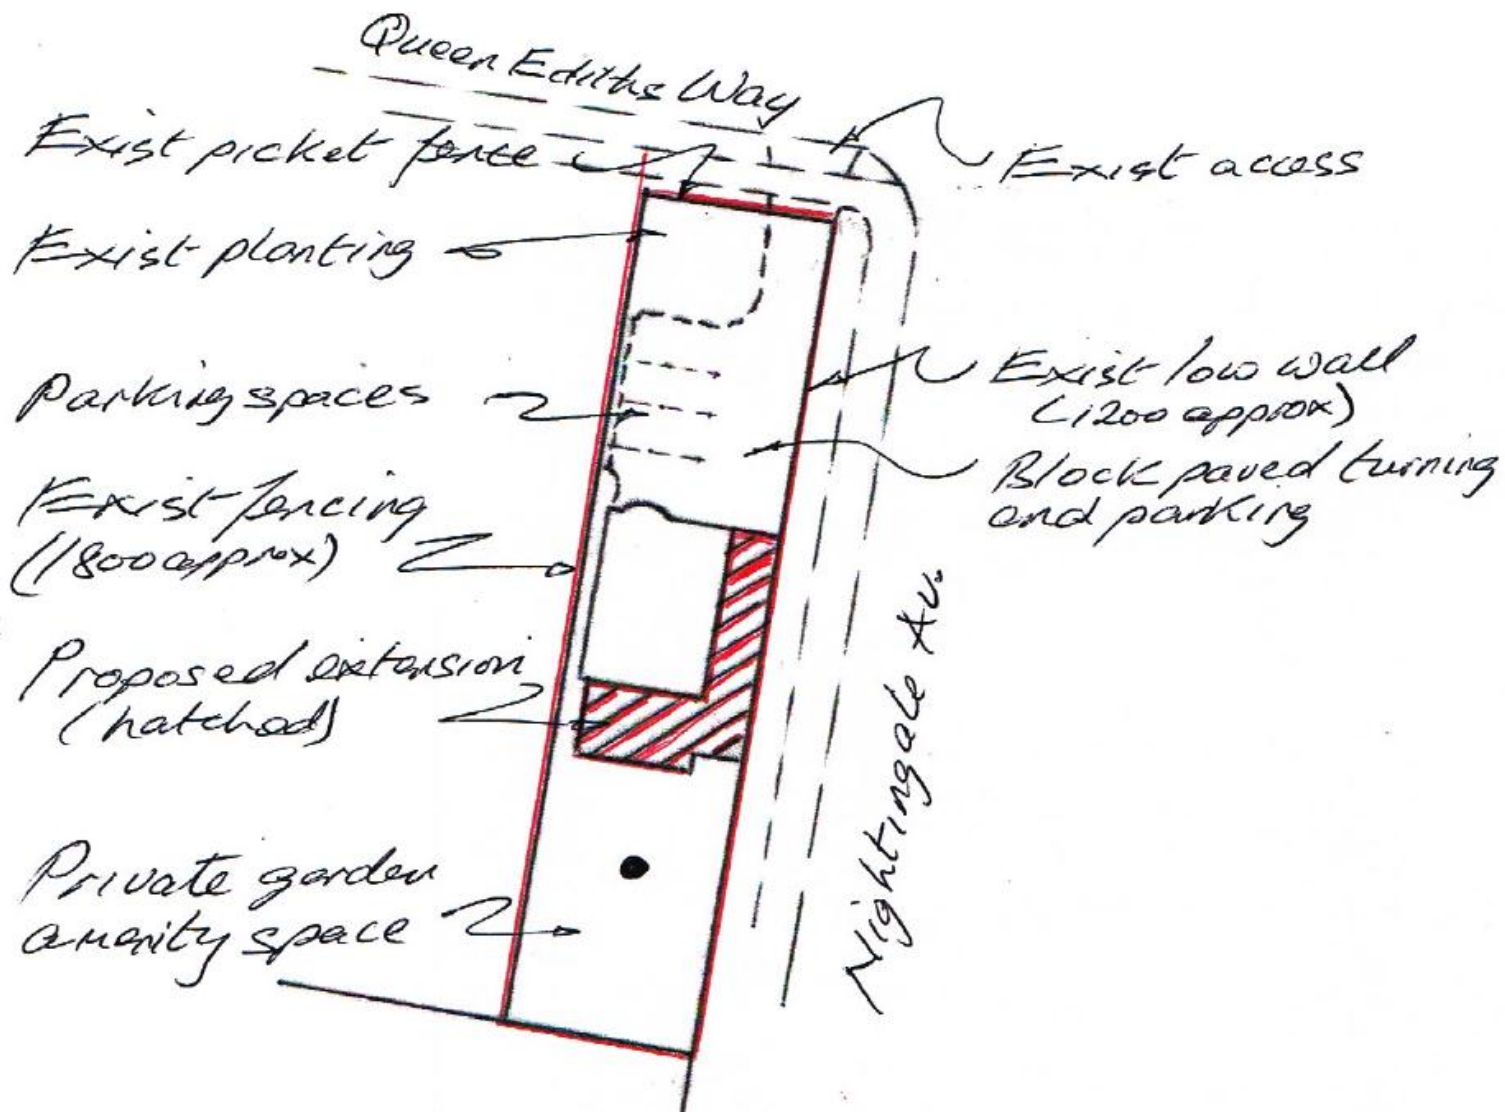 Queen Ediths Way
Exist picket fence
Exist access
Exist planting
Parking spaces
Exist low wall
(1200 approx)
Block paved turning
and parking
Exist fencing
(1800 approx)
Proposed extension
(hatched)
Nightingale Av.
Private garden
amenity space